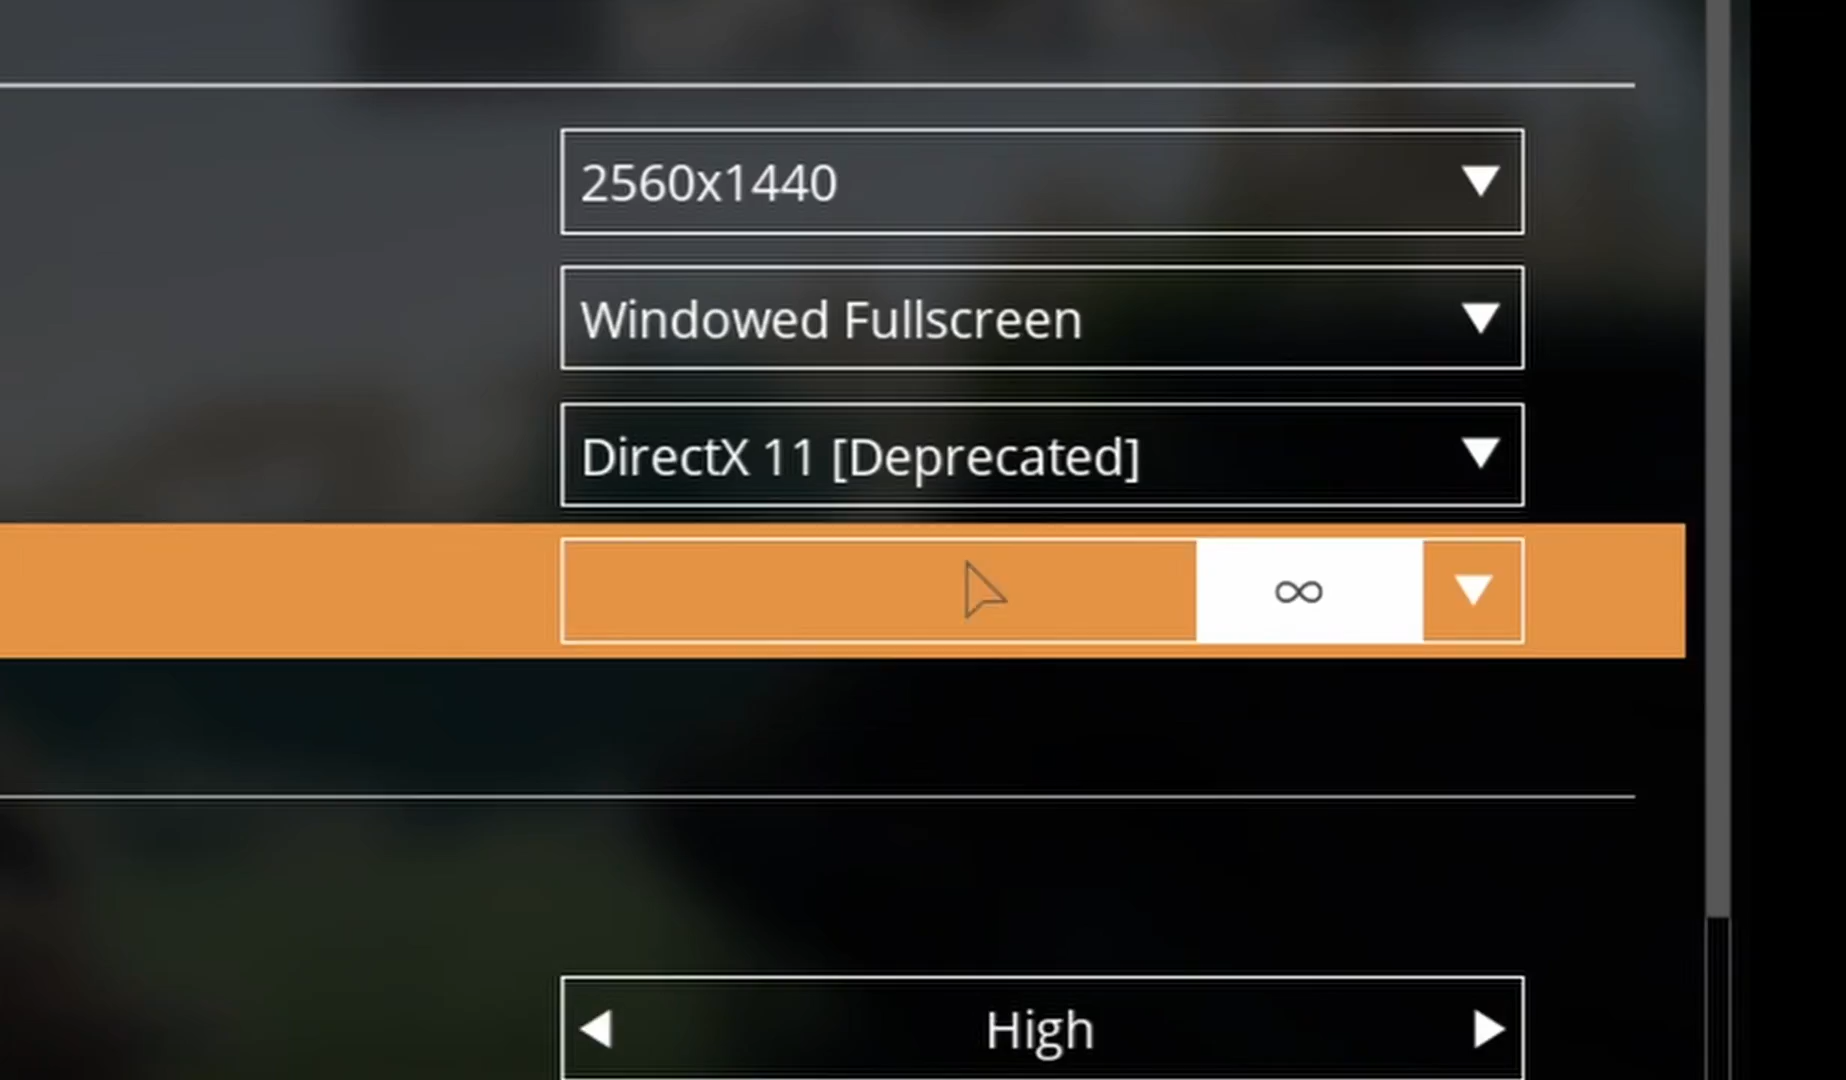 2560x1440
Windowed Fullscreen
DirectX 11 [Deprecated]
∞
High